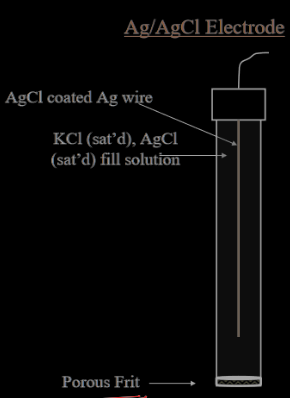 Ag/AgCl Electrode
AgCl coated Ag wire
KCl (sat’d), AgCl
(sat’d) fill solution
Porous Frit